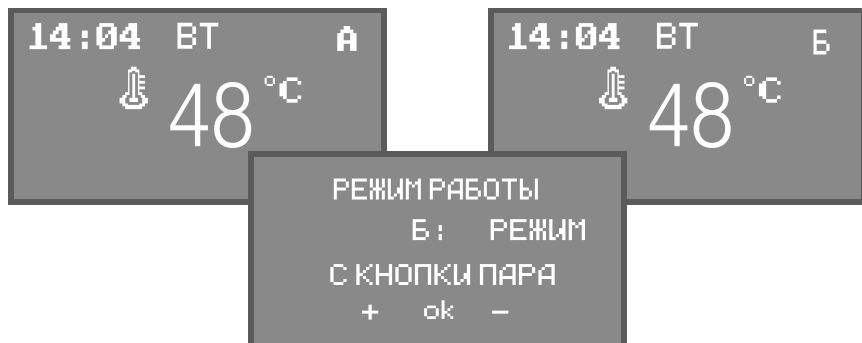 14:04 ВТ А
48 °C
14:04 ВТ Б
48 °C
РЕЖИМ РАБОТЫ
Б: РЕЖИМ
С КНОПКИ ПАРА
+ ok −